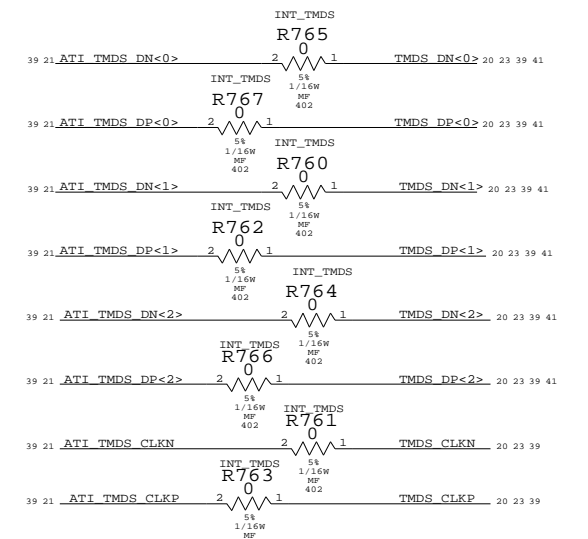 INT_TMDS
R765
0
39 21 ATI_TMDS_DN<0> 2 1 TMDS_DN<0> 20 23 39 41
5%
1/16W
MF
402
INT_TMDS
R767
0
39 21 ATI_TMDS_DP<0> 2 1 TMDS_DP<0> 20 23 39 41
5%
1/16W
MF
402
INT_TMDS
R760
0
39 21 ATI_TMDS_DN<1> 2 1 TMDS_DN<1> 20 23 39 41
5%
1/16W
MF
402
INT_TMDS
R762
0
39 21 ATI_TMDS_DP<1> 2 1 TMDS_DP<1> 20 23 39 41
5%
1/16W
MF
402
INT_TMDS
R764
0
39 21 ATI_TMDS_DN<2> 2 1 TMDS_DN<2> 20 23 39 41
5%
1/16W
MF
402
INT_TMDS
R766
0
39 21 ATI_TMDS_DP<2> 2 1 TMDS_DP<2> 20 23 39 41
5%
1/16W
MF
402
INT_TMDS
R761
0
39 21 ATI_TMDS_CLKN 2 1 TMDS_CLKN 20 23 39
5%
1/16W
MF
402
INT_TMDS
R763
0
39 21 ATI_TMDS_CLKP 2 1 TMDS_CLKP 20 23 39
5%
1/16W
MF